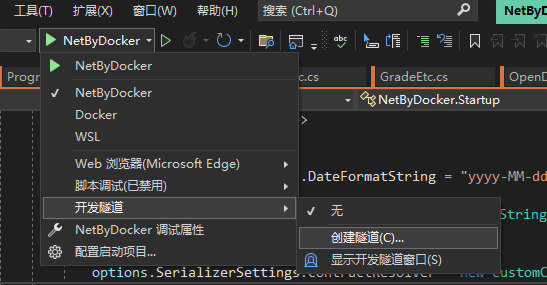 工具(T) 扩展(X) 窗口(W) 帮助(H) 搜索 (Ctrl+Q) NetBy
NetByDocker
NetByDocker
NetByDocker
Docker
WSL
Web 浏览器(Microsoft Edge)
脚本调试(已禁用)
开发隧道
NetByDocker 调试属性
配置启动项目...
Progr
c.cs GradeEtc.cs OpenD
NetByDocker.Startup
>
.DateFormatString = "yyyy-MM-dd
String
无
创建隧道(C)...
显示开发隧道窗口(S)
options.SerializerSettings.ContractResolver = new customC